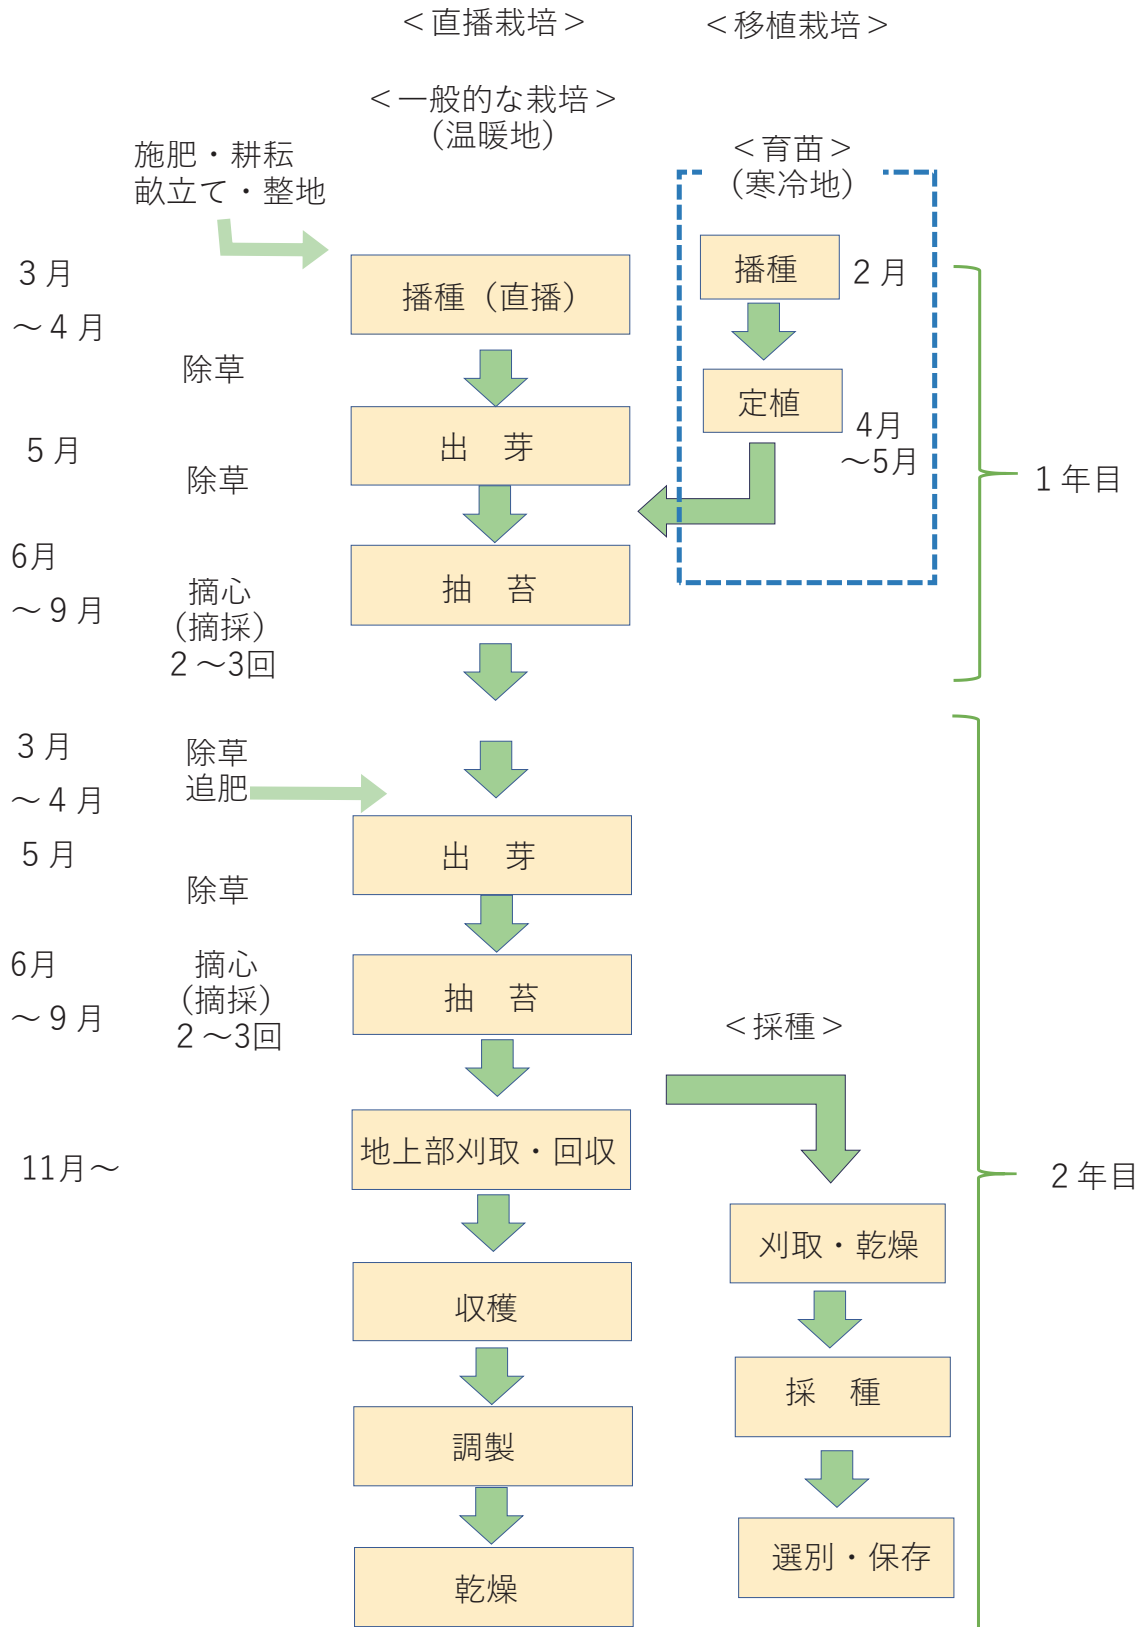 ＜直播栽培＞
＜移植栽培＞
＜一般的な栽培＞
（温暖地）
施肥・耕耘
畝立て・整地
＜育苗＞
（寒冷地）
3月
～4月
播種（直播）
播種
2月
除草
定植
4月
～5月
5月
出　芽
除草
1年目
6月
～9月
抽　苔
摘心
（摘採）
2～3回
3月
～4月
除草
追肥
5月
出　芽
除草
6月
～9月
摘心
（摘採）
2～3回
抽　苔
＜採種＞
11月～
地上部刈取・回収
2年目
刈取・乾燥
収穫
採　種
調製
選別・保存
乾燥